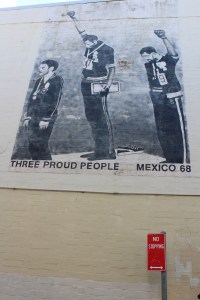 THREE PROUD PEOPLE MEXICO 68
NO
STOPPING